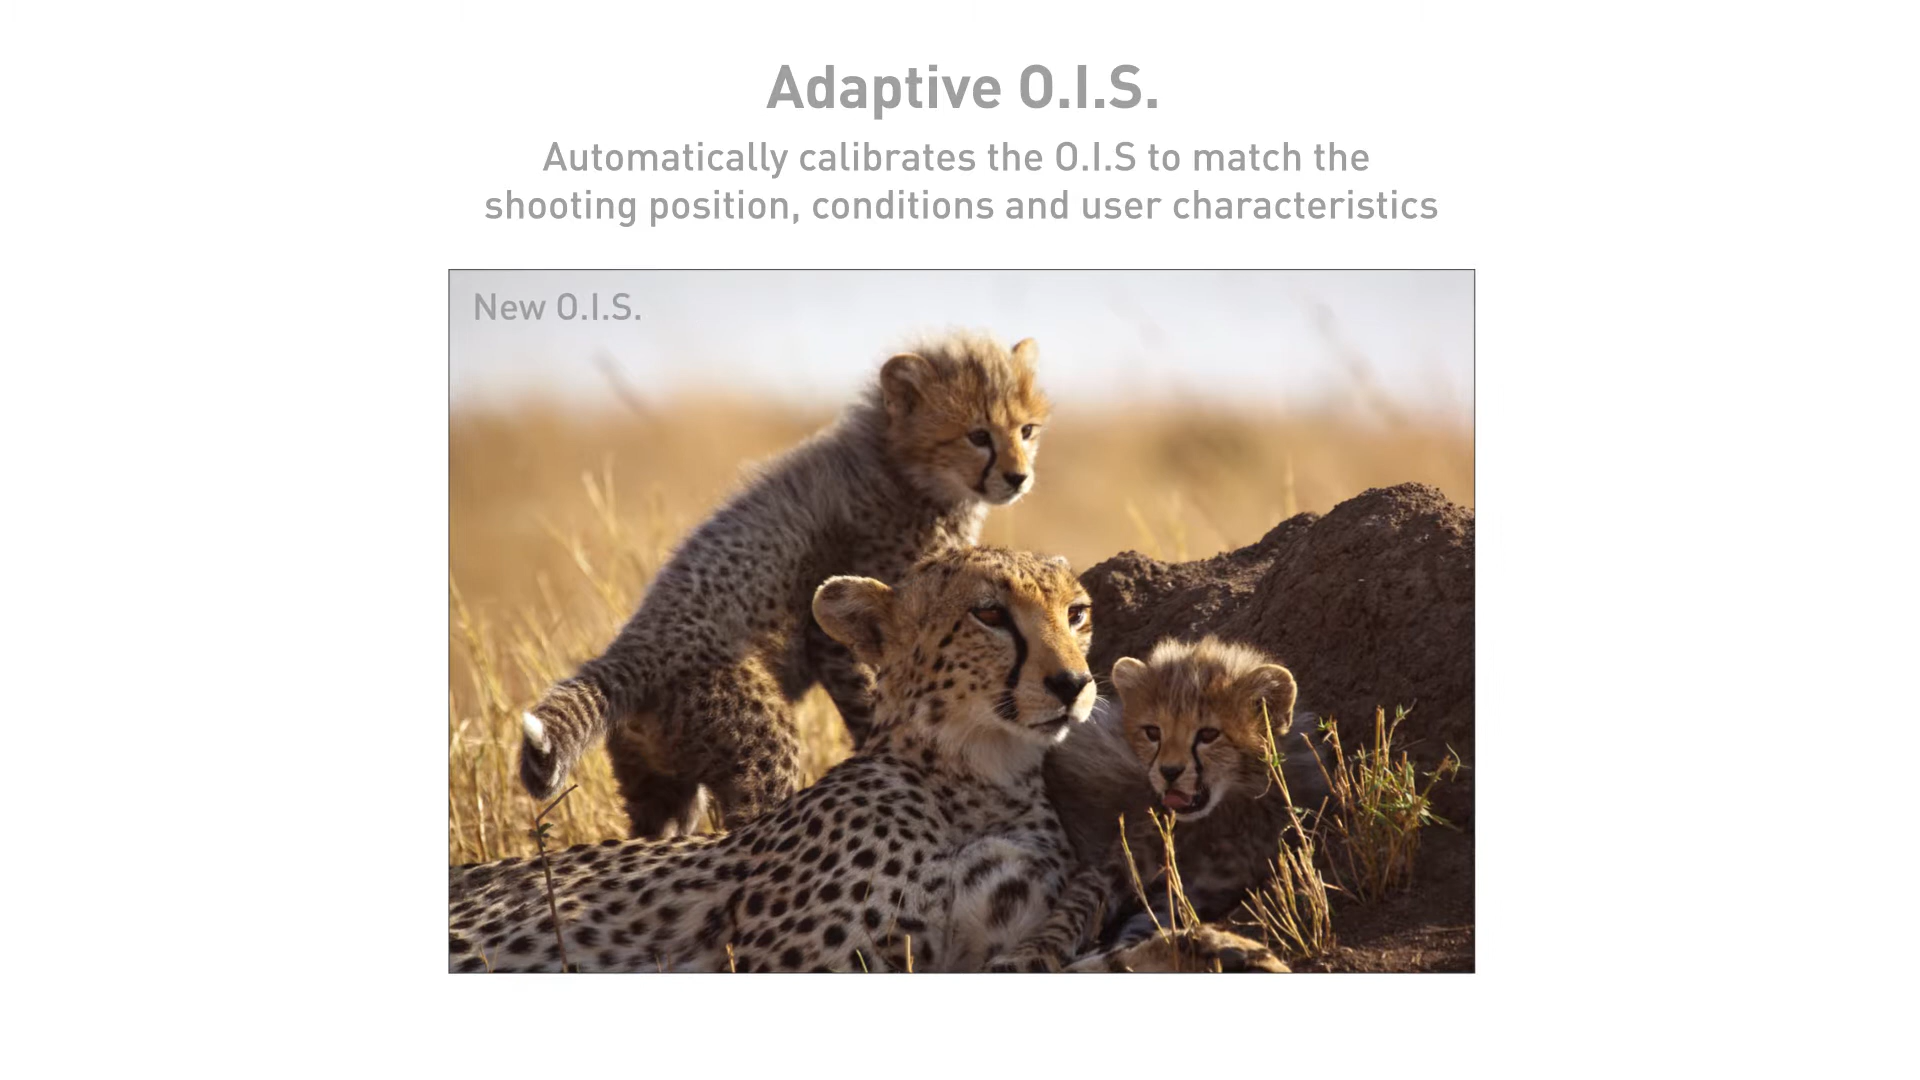 Adaptive O.I.S.
Automatically calibrates the O.I.S to match the
shooting position, conditions and user characteristics
New O.I.S.